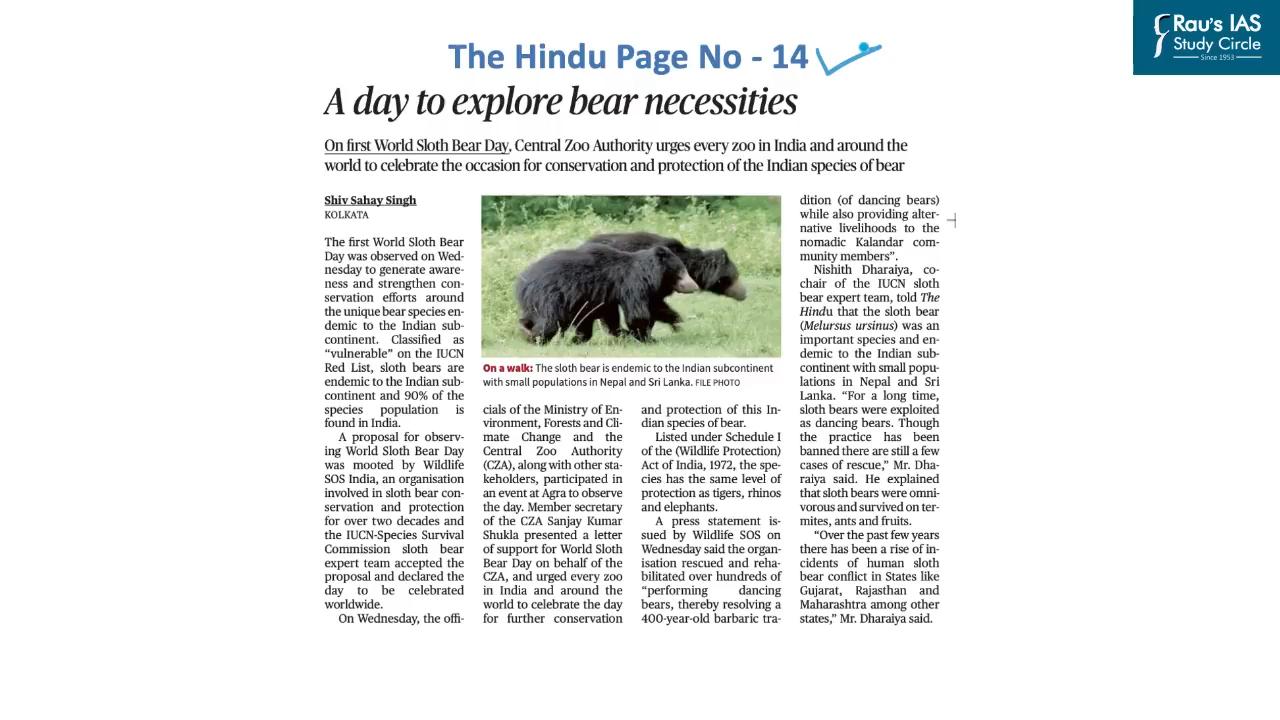 Rau's IAS
Study Circle
Since 1953
The Hindu Page No - 14
A day to explore bear necessities
On first World Sloth Bear Day, Central Zoo Authority urges every zoo in India and around the
world to celebrate the occasion for conservation and protection of the Indian species of bear
Shiv Sahay Singh
KOLKATA
The first World Sloth Bear
Day was observed on Wed-
nesday to generate aware-
ness and strengthen con-
servation efforts around
the unique bear species en-
demic to the Indian sub-
continent. Classified as
“vulnerable” on the IUCN
Red List, sloth bears are
endemic to the Indian sub-
continent and 90% of the
species population is
found in India.
A proposal for observ-
ing World Sloth Bear Day
was mooted by Wildlife
SOS India, an organisation
involved in sloth bear con-
servation and protection
for over two decades and
the IUCN-Species Survival
Commission sloth bear
expert team accepted the
proposal and declared the
day to be celebrated
worldwide.
On Wednesday, the offi-
On a walk: The sloth bear is endemic to the Indian subcontinent
with small populations in Nepal and Sri Lanka. FILE PHOTO
cials of the Ministry of En-
vironment, Forests and Cli-
mate Change and the
Central Zoo Authority
(CZA), along with other sta-
keholders, participated in
an event at Agra to observe
the day. Member secretary
of the CZA Sanjay Kumar
Shukla presented a letter
of support for World Sloth
Bear Day on behalf of the
CZA, and urged every zoo
in India and around the
world to celebrate the day
for further conservation
and protection of this In-
dian species of bear.
Listed under Schedule I
of the (Wildlife Protection)
Act of India, 1972, the spe-
cies has the same level of
protection as tigers, rhinos
and elephants.
A press statement is-
sued by Wildlife SOS on
Wednesday said the organ-
isation rescued and reha-
bilitated over hundreds of
“performing dancing
bears, thereby resolving a
400-year-old barbaric tra-
dition (of dancing bears)
while also providing alter-
native livelihoods to the
nomadic Kalandar com-
munity members”.
Nishith Dharaiya, co-
chair of the IUCN sloth
bear expert team, told The
Hindu that the sloth bear
(Melursus ursinus) was an
important species and en-
demic to the Indian sub-
continent with small popu-
lations in Nepal and Sri
Lanka. “For a long time,
sloth bears were exploited
as dancing bears. Though
the practice has been
banned there are still a few
cases of rescue,” Mr. Dha-
raiya said. He explained
that sloth bears were omni-
vorous and survived on ter-
mites, ants and fruits.
“Over the past few years
there has been a rise of in-
cidents of human sloth
bear conflict in States like
Gujarat, Rajasthan and
Maharashtra among other
states,” Mr. Dharaiya said.